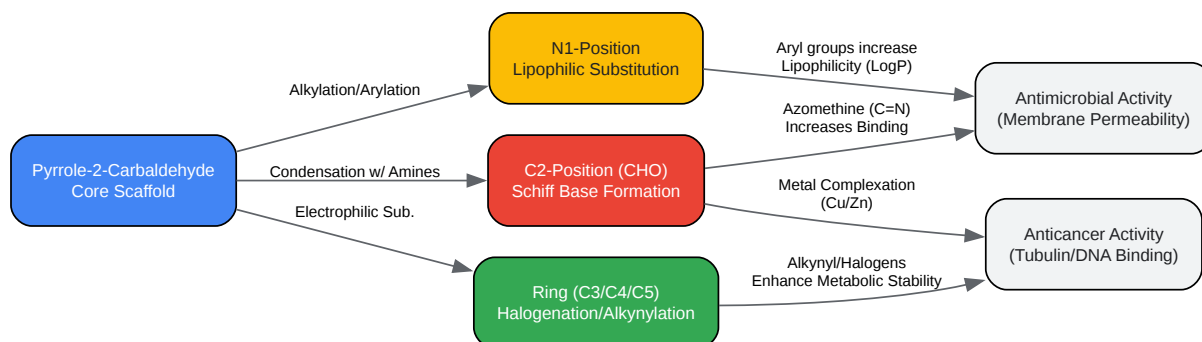 Pyrrole-2-Carbaldehyde
Core Scaffold
Alkylation/Arylation
Condensation w/ Amines
Electrophilic Sub.
N1-Position
Lipophilic Substitution
C2-Position (CHO)
Schiff Base Formation
Ring (C3/C4/C5)
Halogenation/Alkynylation
Aryl groups increase
Lipophilicity (LogP)
Azomethine (C=N)
Increases Binding
Metal Complexation
(Cu/Zn)
Alkynyl/Halogens
Enhance Metabolic Stability
Antimicrobial Activity
(Membrane Permeability)
Anticancer Activity
(Tubulin/DNA Binding)